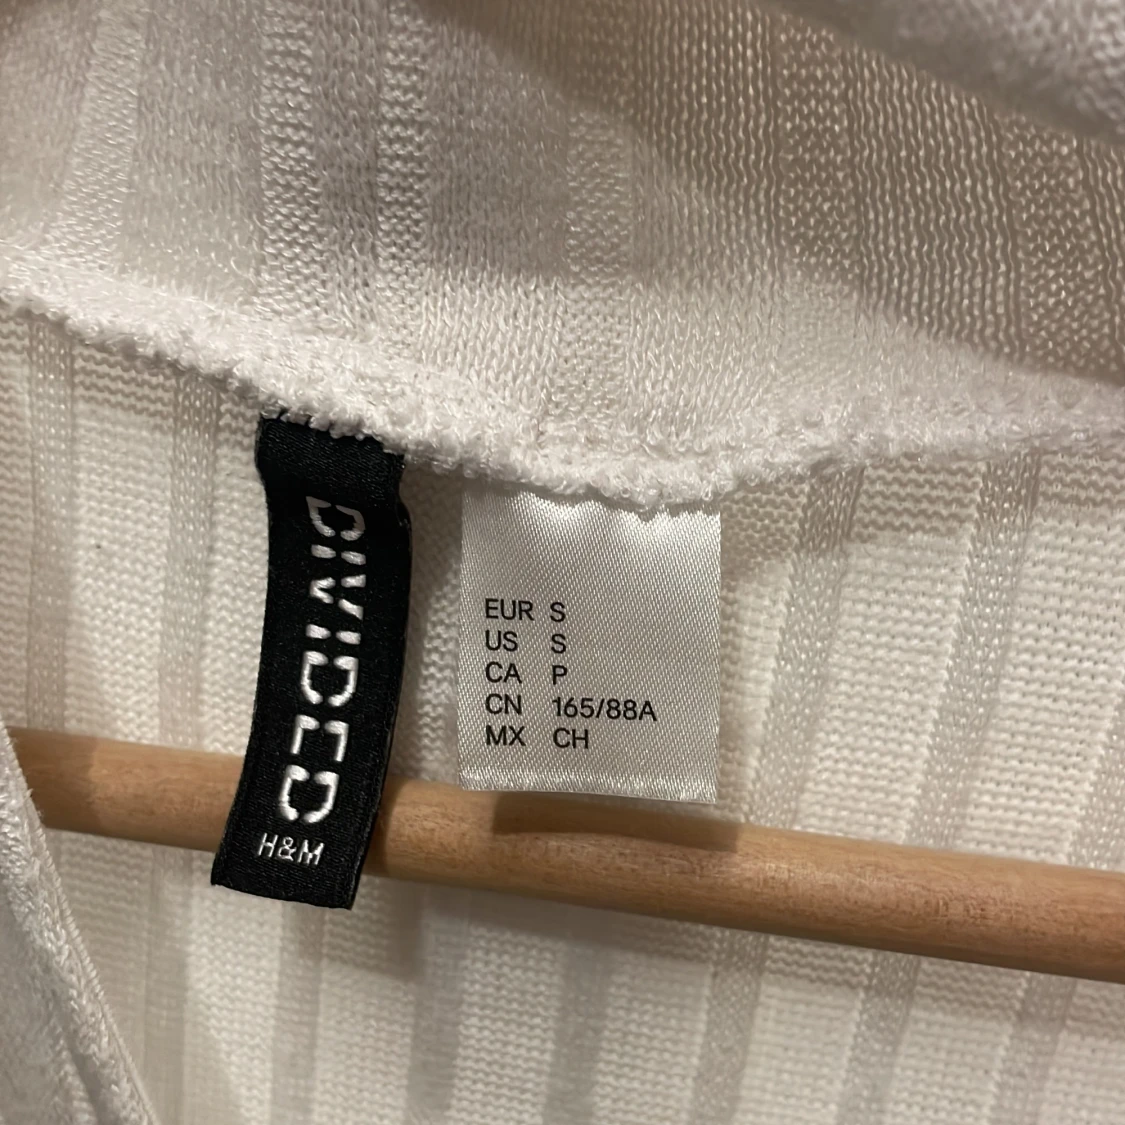 DIVIDED
H&M
EUR S
US S
CA P
CN 165/88A
MX CH